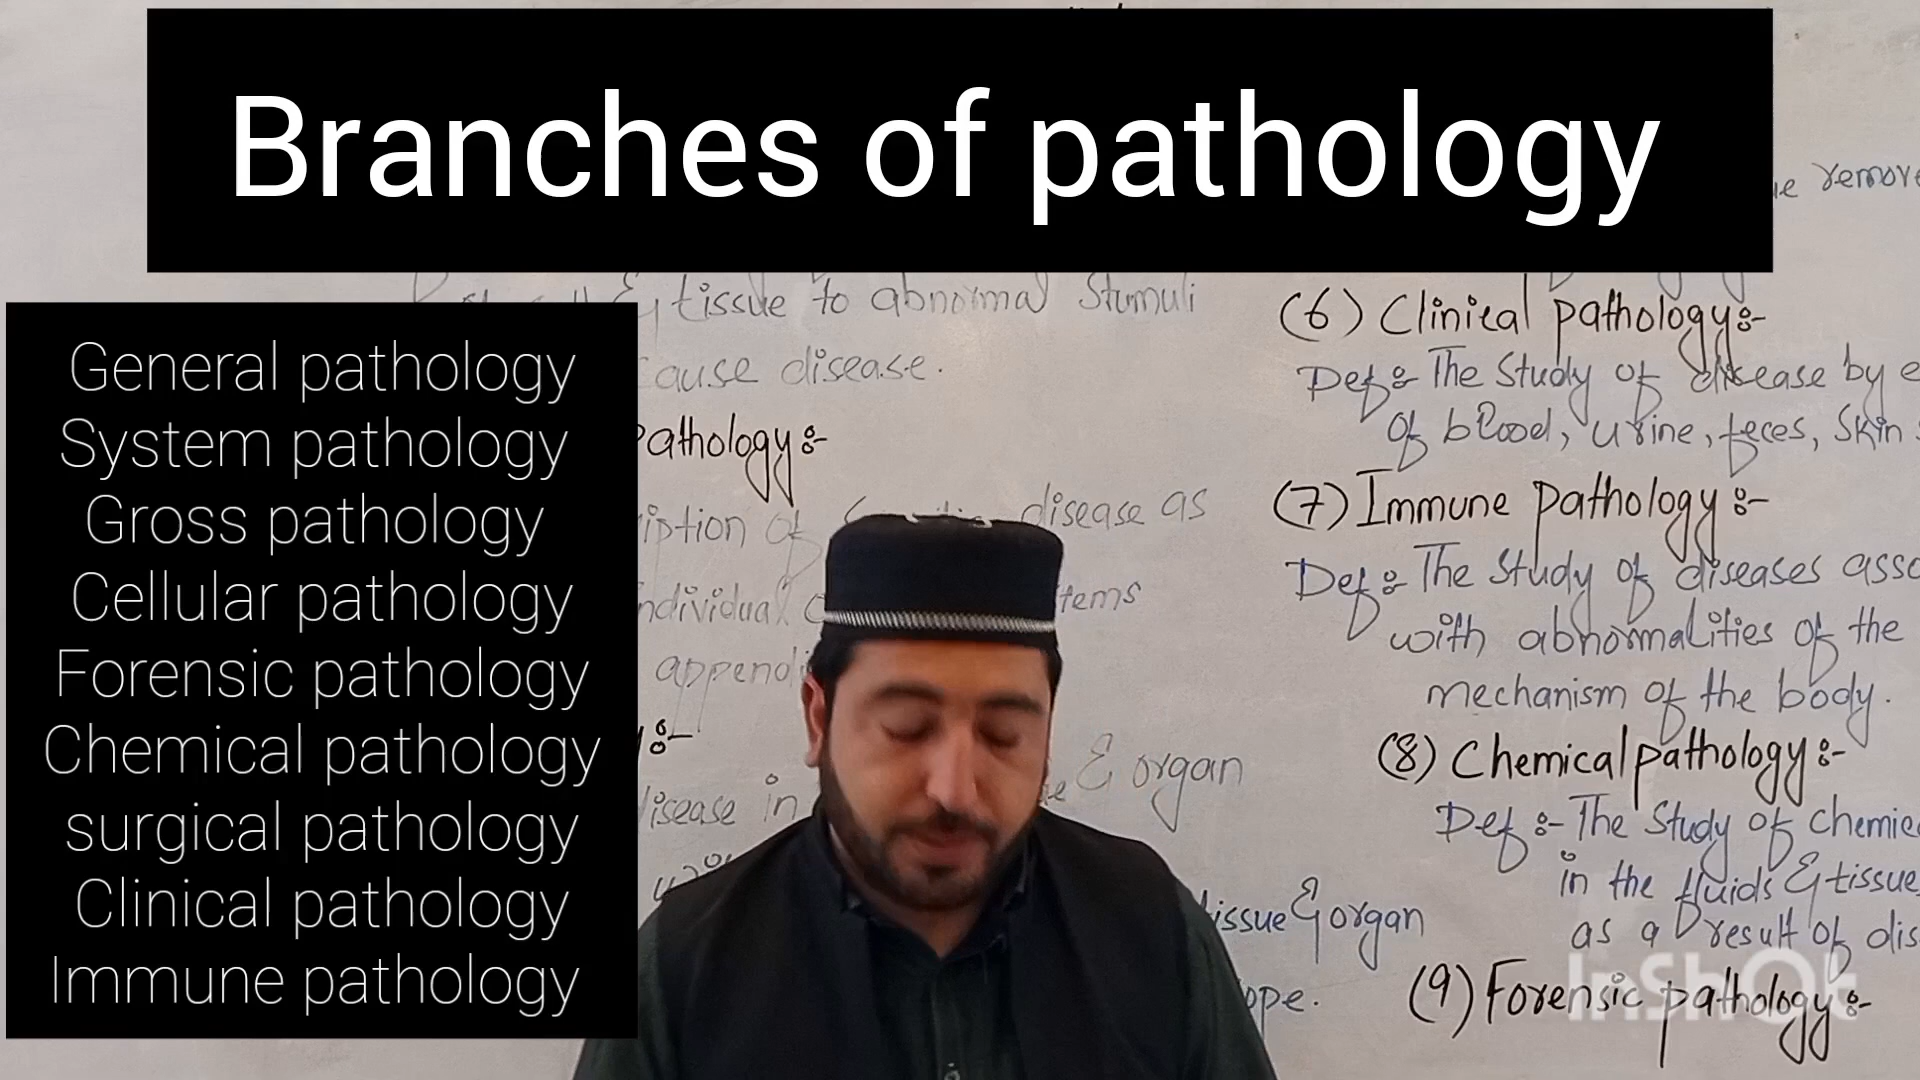 Branches of pathology
General pathology
System pathology
Gross pathology
Cellular pathology
Forensic pathology
Chemical pathology
surgical pathology
Clinical pathology
Immune pathology
remove
tissue to abnormal Stumuli
cause disease.
pathology:-
disease as
individual
appendi
disease in
& organ
tissue & organ
(6) Clinical pathology:-
Def:- The Study of disease by e
of blood, urine, feces, Skin
(7) Immune pathology:-
Def:- The Study of diseases asso
with abnormalities of the
mechanism of the body.
(8) Chemical pathology:-
Def:- The Study of chemic
in the fluids & tissue
as a result of dis
(9) Forensic pathology:-
InShOt